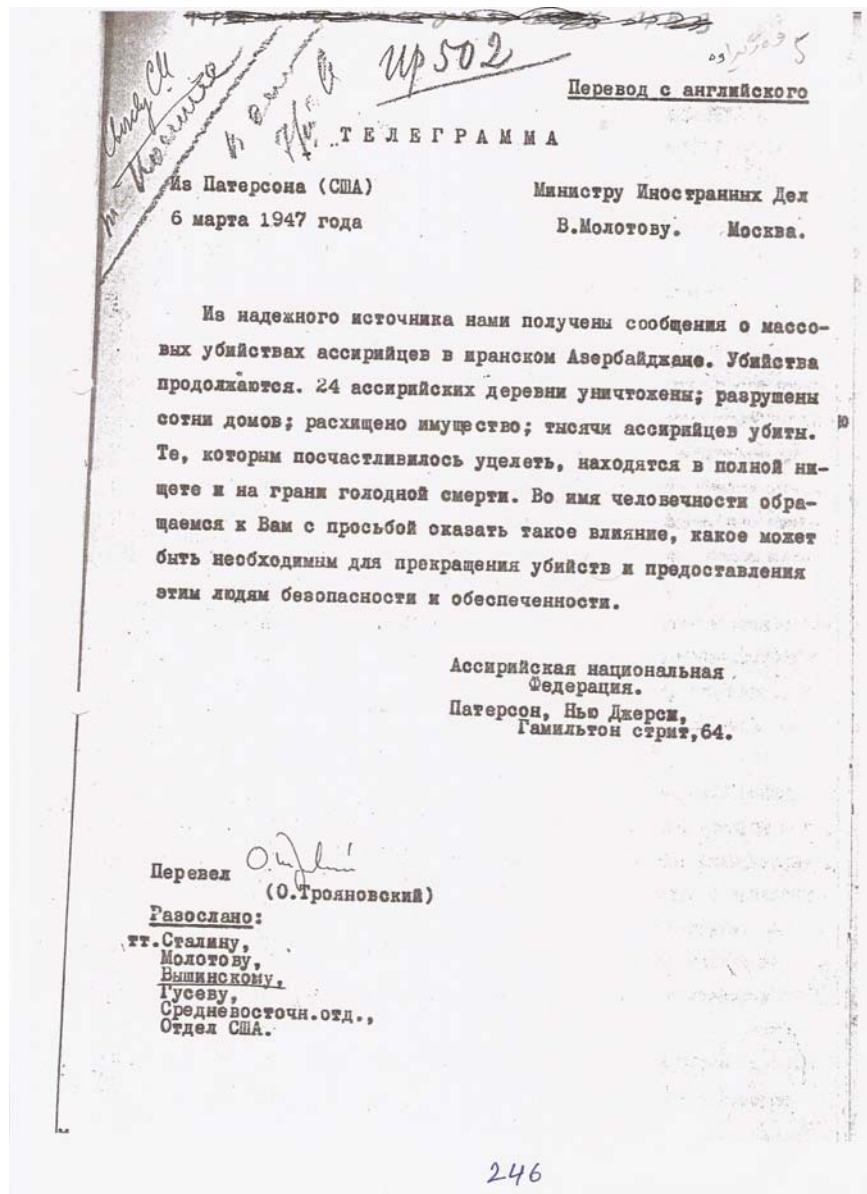 ир 502
5
Перевод с английского
ТЕЛЕГРАММА
Из Патерсона (США)
Министру Иностранних Дел
6 марта 1947 года
В.Молотову. Москва.
Из надежного источника нами получены сообщения о массо-
вых убийствах ассирийцев в иранском Азербайджане. Убийства
продолжаются. 24 ассирийских деревни уничтожены; разрушены
сотни домов; расхищено имущество; тысячи ассирийцев убиты.
Те, которым посчастливилось уцелеть, находятся в полной ни-
щете и на грани голодной смерти. Во имя человечности обра-
щаемся к Вам с просьбой оказать такое влияние, какое может
быть необходимым для прекращения убийств и предоставления
этим людям безопасности и обеспеченности.
Ассирийская национальная
Федерация.
Патерсон, Нью Джерси,
Гамильтон стрит,64.
Перевел
(О.Трояновский)
Разослано:
тт.Сталину,
Молотову,
Вышинскому,
Гусеву,
Средневосточн.отд.,
Отдел США.
246